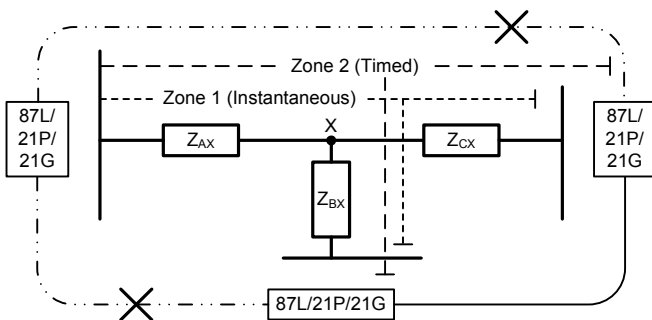 Zone 2 (Timed)
Zone 1 (Instantaneous)
87L/
21P/
21G
87L/
21P/
21G
X
ZAX
ZCX
ZBX
87L/21P/21G